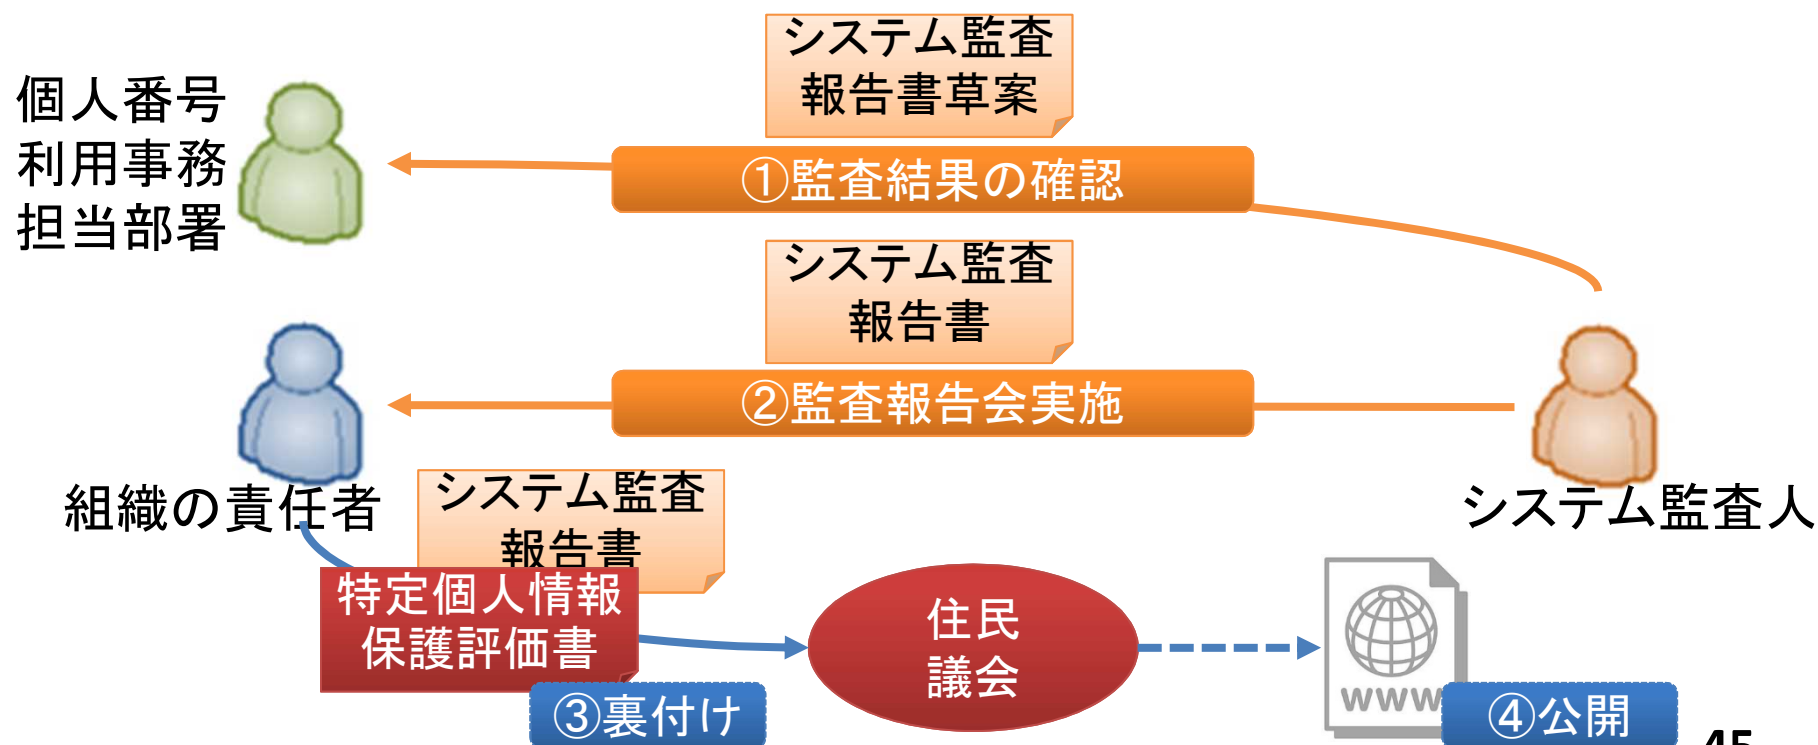 システム監査
報告書草案
個人番号
利用事務
担当部署
①監査結果の確認
システム監査
報告書
②監査報告会実施
組織の責任者
システム監査人
システム監査
報告書
特定個人情報
保護評価書
③裏付け
住民
議会
WWW
④公開
45